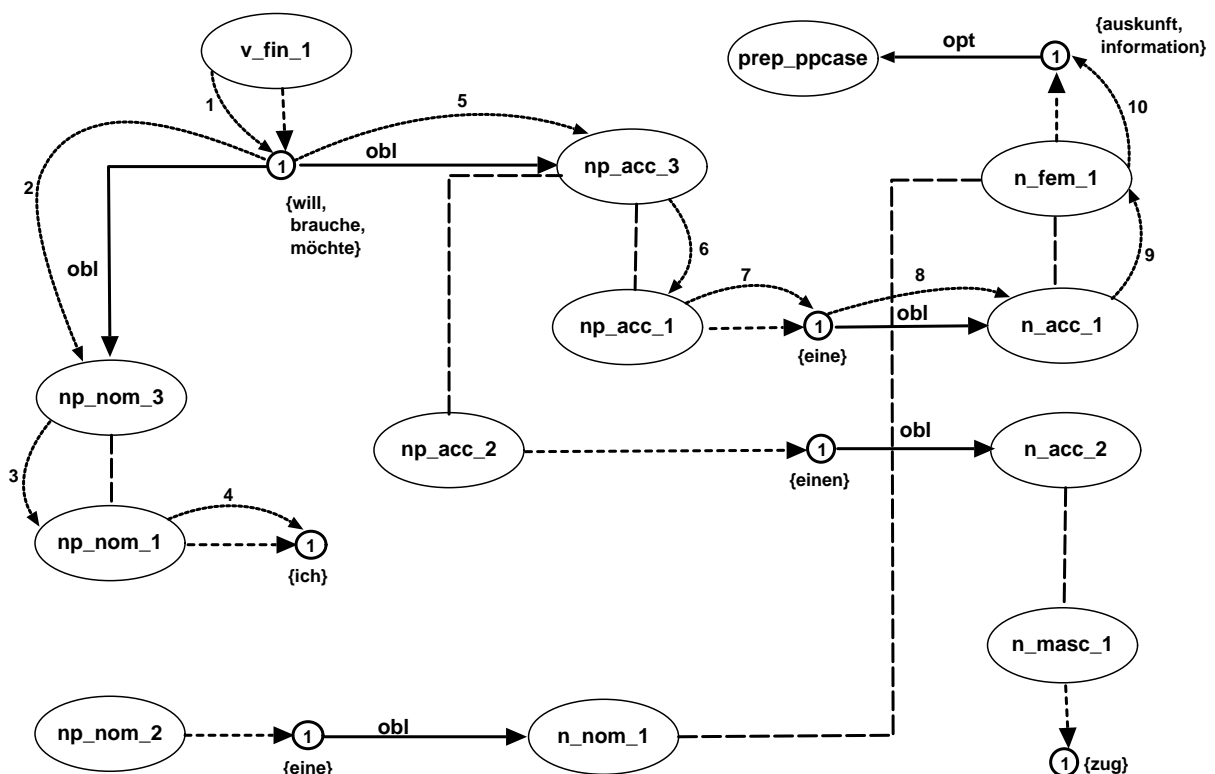 v_fin_1
1
5
obl
1
2
{will,
brauche,
möchte}
obl
np_acc_3
6
prep_ppcase
opt
1
{auskunft,
information}
10
n_fem_1
9
np_acc_1
7
1
{eine}
8
obl
n_acc_1
np_nom_3
3
np_nom_1
4
1
{ich}
np_acc_2
1
{einen}
obl
n_acc_2
n_masc_1
1 {zug}
np_nom_2
1
{eine}
obl
n_nom_1